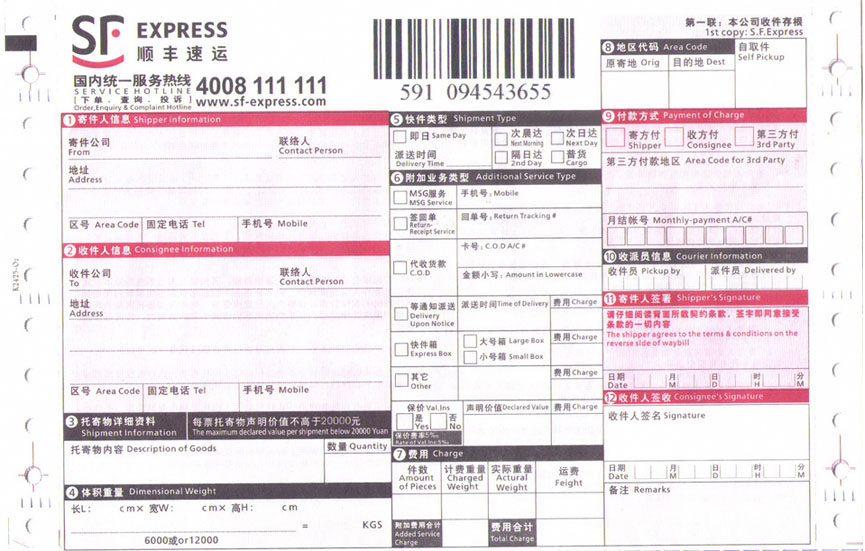 SF EXPRESS
顺丰速运
国内统一服务热线
SERVICE HOTLINE
[下单、查询、投诉]
Order,Enquiry & Complaint Hotline
4008 111 111
www.sf-express.com
591 094543655
第一联：本公司收件存根
1st copy: S.F.Express
⑧地区代码 Area Code
原寄地 Orig
目的地 Dest
自取件
Self Pickup
①寄件人信息 Shipper information
寄件公司
From
联络人
Contact Person
地址
Address
区号 Area Code
固定电话 Tel
手机号 Mobile
②收件人信息 Consignee Information
收件公司
To
联络人
Contact Person
地址
Address
区号 Area Code
固定电话 Tel
手机号 Mobile
③托寄物详细资料
Shipment Information
每票托寄物声明价值不高于20000元
The maximum declared value per shipment below 20000 Yuan
托寄物内容 Description of Goods
数量 Quantity
④体积重量 Dimensional Weight
长L: cm× 宽W: cm× 高H: cm
= KGS
6000或or12000
⑤快件类型 Shipment Type
即日 Same Day
次晨达
Next Morning
次日达
Next Day
派送时间
Delivery Time
隔日达
2nd Day
普货
Cargo
⑥附加业务类型 Additional Service Type
MSG服务
MSG Service
手机号: Mobile
签回单
Return-
Receipt Service
回单号: Return Tracking #
代收货款
C.O.D
卡号: C.O.D A/C #
金额小写: Amount in Lowercase
等通知派送
Delivery
Upon Notice
派送时间Time of Delivery
费用 Charge
快件箱
Express Box
大号箱 Large Box
小号箱 Small Box
费用 Charge
费用 Charge
其它
Other
费用 Charge
保价 Val.Ins
是
Yes
否
No
保价费率5‰
Rate of Val.Ins:5‰
声明价值Declared Value
费用 Charge
⑦费用 Charge
件数
Amount
of Pieces
计费重量
Charged
Weight
实际重量
Actural
Weight
运费
Feight
附加费用合计
Added Service
Charge
费用合计
Total Charge
⑨付款方式 Payment of Charge
寄方付
Shipper
收方付
Consignee
第三方付
3rd Party
第三方付款地区 Area Code for 3rd Party
月结帐号 Monthly-payment A/C#
⑩收派员信息 Courier Information
收件员 Pickup by
派件员 Delivered by
⑪寄件人签署 Shipper's Signature
请仔细阅读背面所载契约条款，签字即同意接受
条款的一切内容
The shipper agrees to the terms & conditions on the
reverse side of waybill
日期 月 日 时 分
Date M D H M
⑫收件人签收 Consignee's Signature
收件人签名 Signature
日期 月 日 时 分
Date M D H M
备注 Remarks